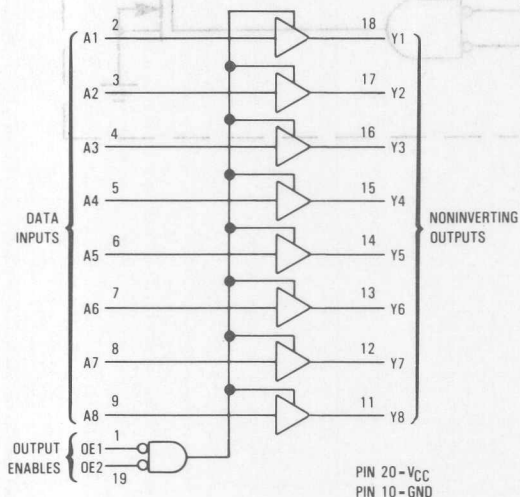 2
A1
18
Y1
3
A2
17
Y2
4
A3
16
Y3
5
A4
15
Y4
DATA
INPUTS
NONINVERTING
OUTPUTS
6
A5
14
Y5
7
A6
13
Y6
8
A7
12
Y7
9
A8
11
Y8
OUTPUT
ENABLES
1
OE1
OE2
19
PIN 20-VCC
PIN 10-GND